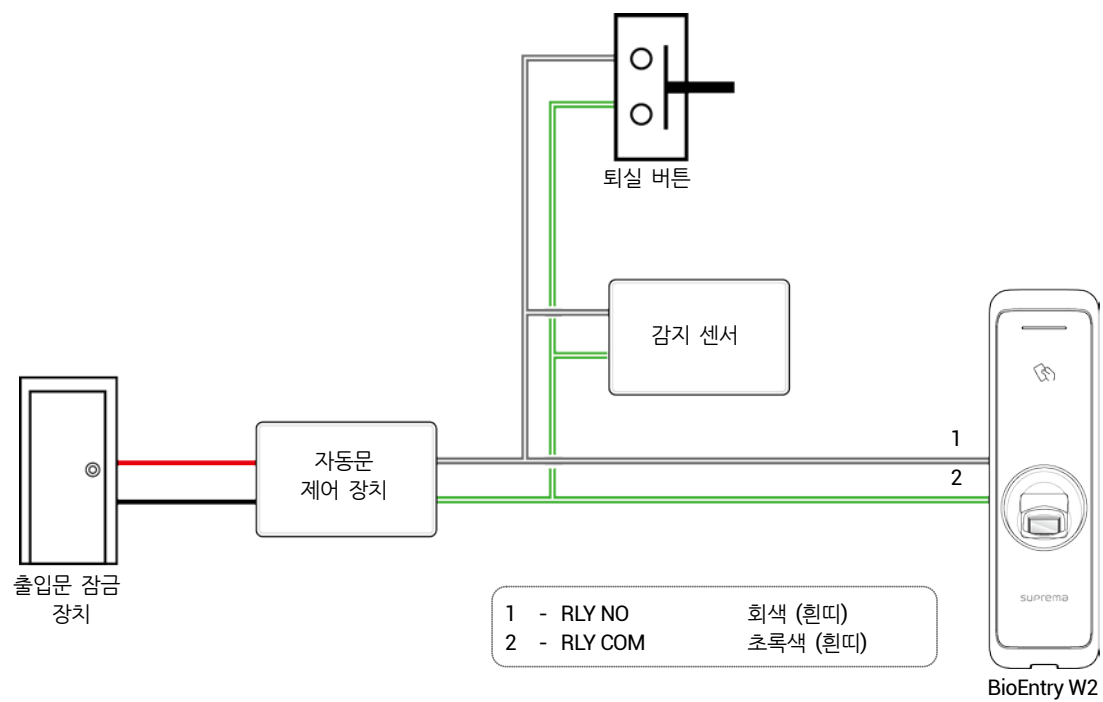 퇴실 버튼
감지 센서
자동문
제어 장치
출입문 잠금
장치
1
2
1 - RLY NO 회색 (흰띠)
2 - RLY COM 초록색 (흰띠)
suprema
BioEntry W2